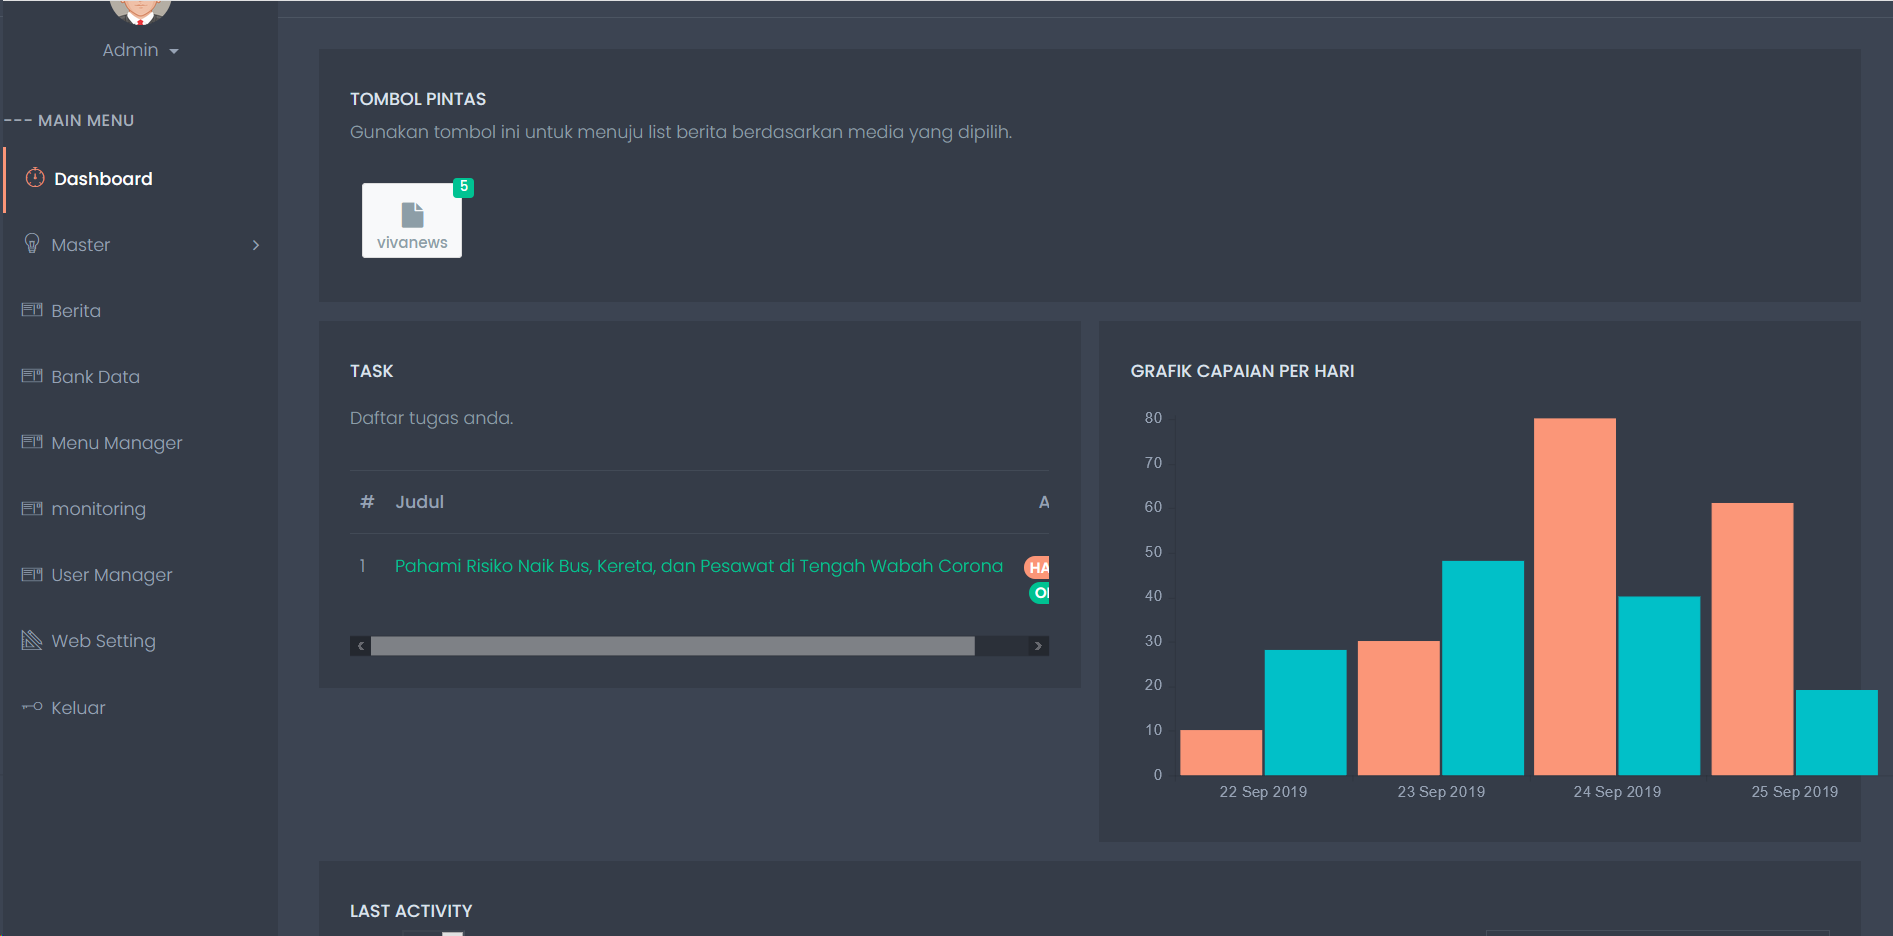 Admin
--- MAIN MENU
Dashboard
Master
Berita
Bank Data
Menu Manager
monitoring
User Manager
Web Setting
Keluar
TOMBOL PINTAS
Gunakan tombol ini untuk menuju list berita berdasarkan media yang dipilih.
5
vivanews
TASK
Daftar tugas anda.
# Judul A
1 Pahami Risiko Naik Bus, Kereta, dan Pesawat di Tengah Wabah Corona HA
GRAFIK CAPAIAN PER HARI
80
70
60
50
40
30
20
10
0
22 Sep 2019 23 Sep 2019 24 Sep 2019 25 Sep 2019
LAST ACTIVITY